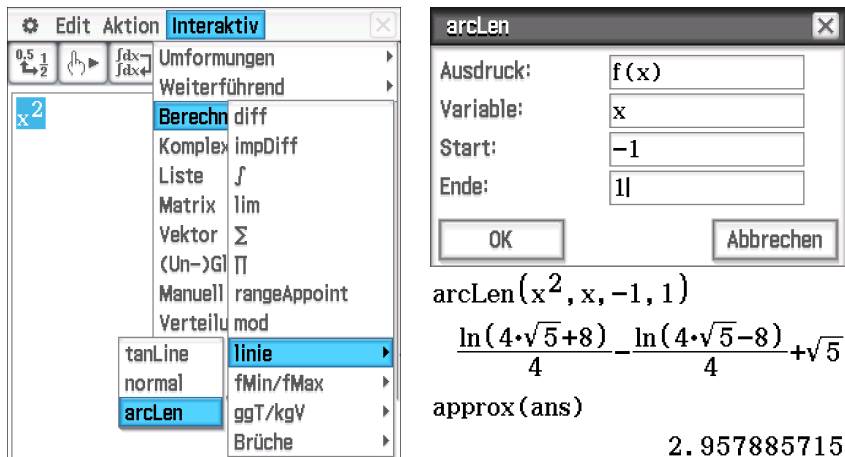 Edit Aktion Interaktiv
0.5 1 2 ∫dx ∫dx
Umformungen
Weiterführend
x²
Berechn
diff
Komplex
impDiff
Liste
∫
Matrix
lim
Vektor
Σ
(Un-)Gl
∏
Manuell
rangeAppoint
Verteilu
mod
tanLine
linie
normal
fMin/fMax
arcLen
ggT/kgV
Brüche
arcLen
Ausdruck: f(x)
Variable: x
Start: -1
Ende: 1
OK Abbrechen
arcLen(x²,x,-1,1)
ln(4·√5+8)/4-ln(4·√5-8)/4+√5
approx(ans)
2.957885715